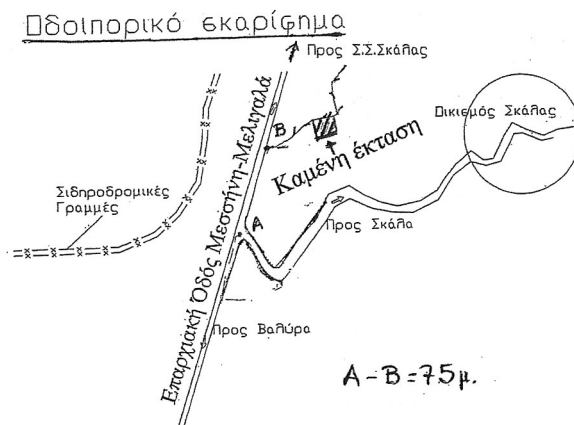 Οδοιπορικό σκαρίφημα
Προς Σ.Σ.Σκάλας
Β
Οικισμός Σκάλας
Καμένη έκταση
Επαρχιακή Οδός Μεσσήνη-Μελιγαλά
Σιδηροδρομικές
Γραμμές
Α
Προς Σκάλα
Προς Βαλύρα
Α-Β=75μ.